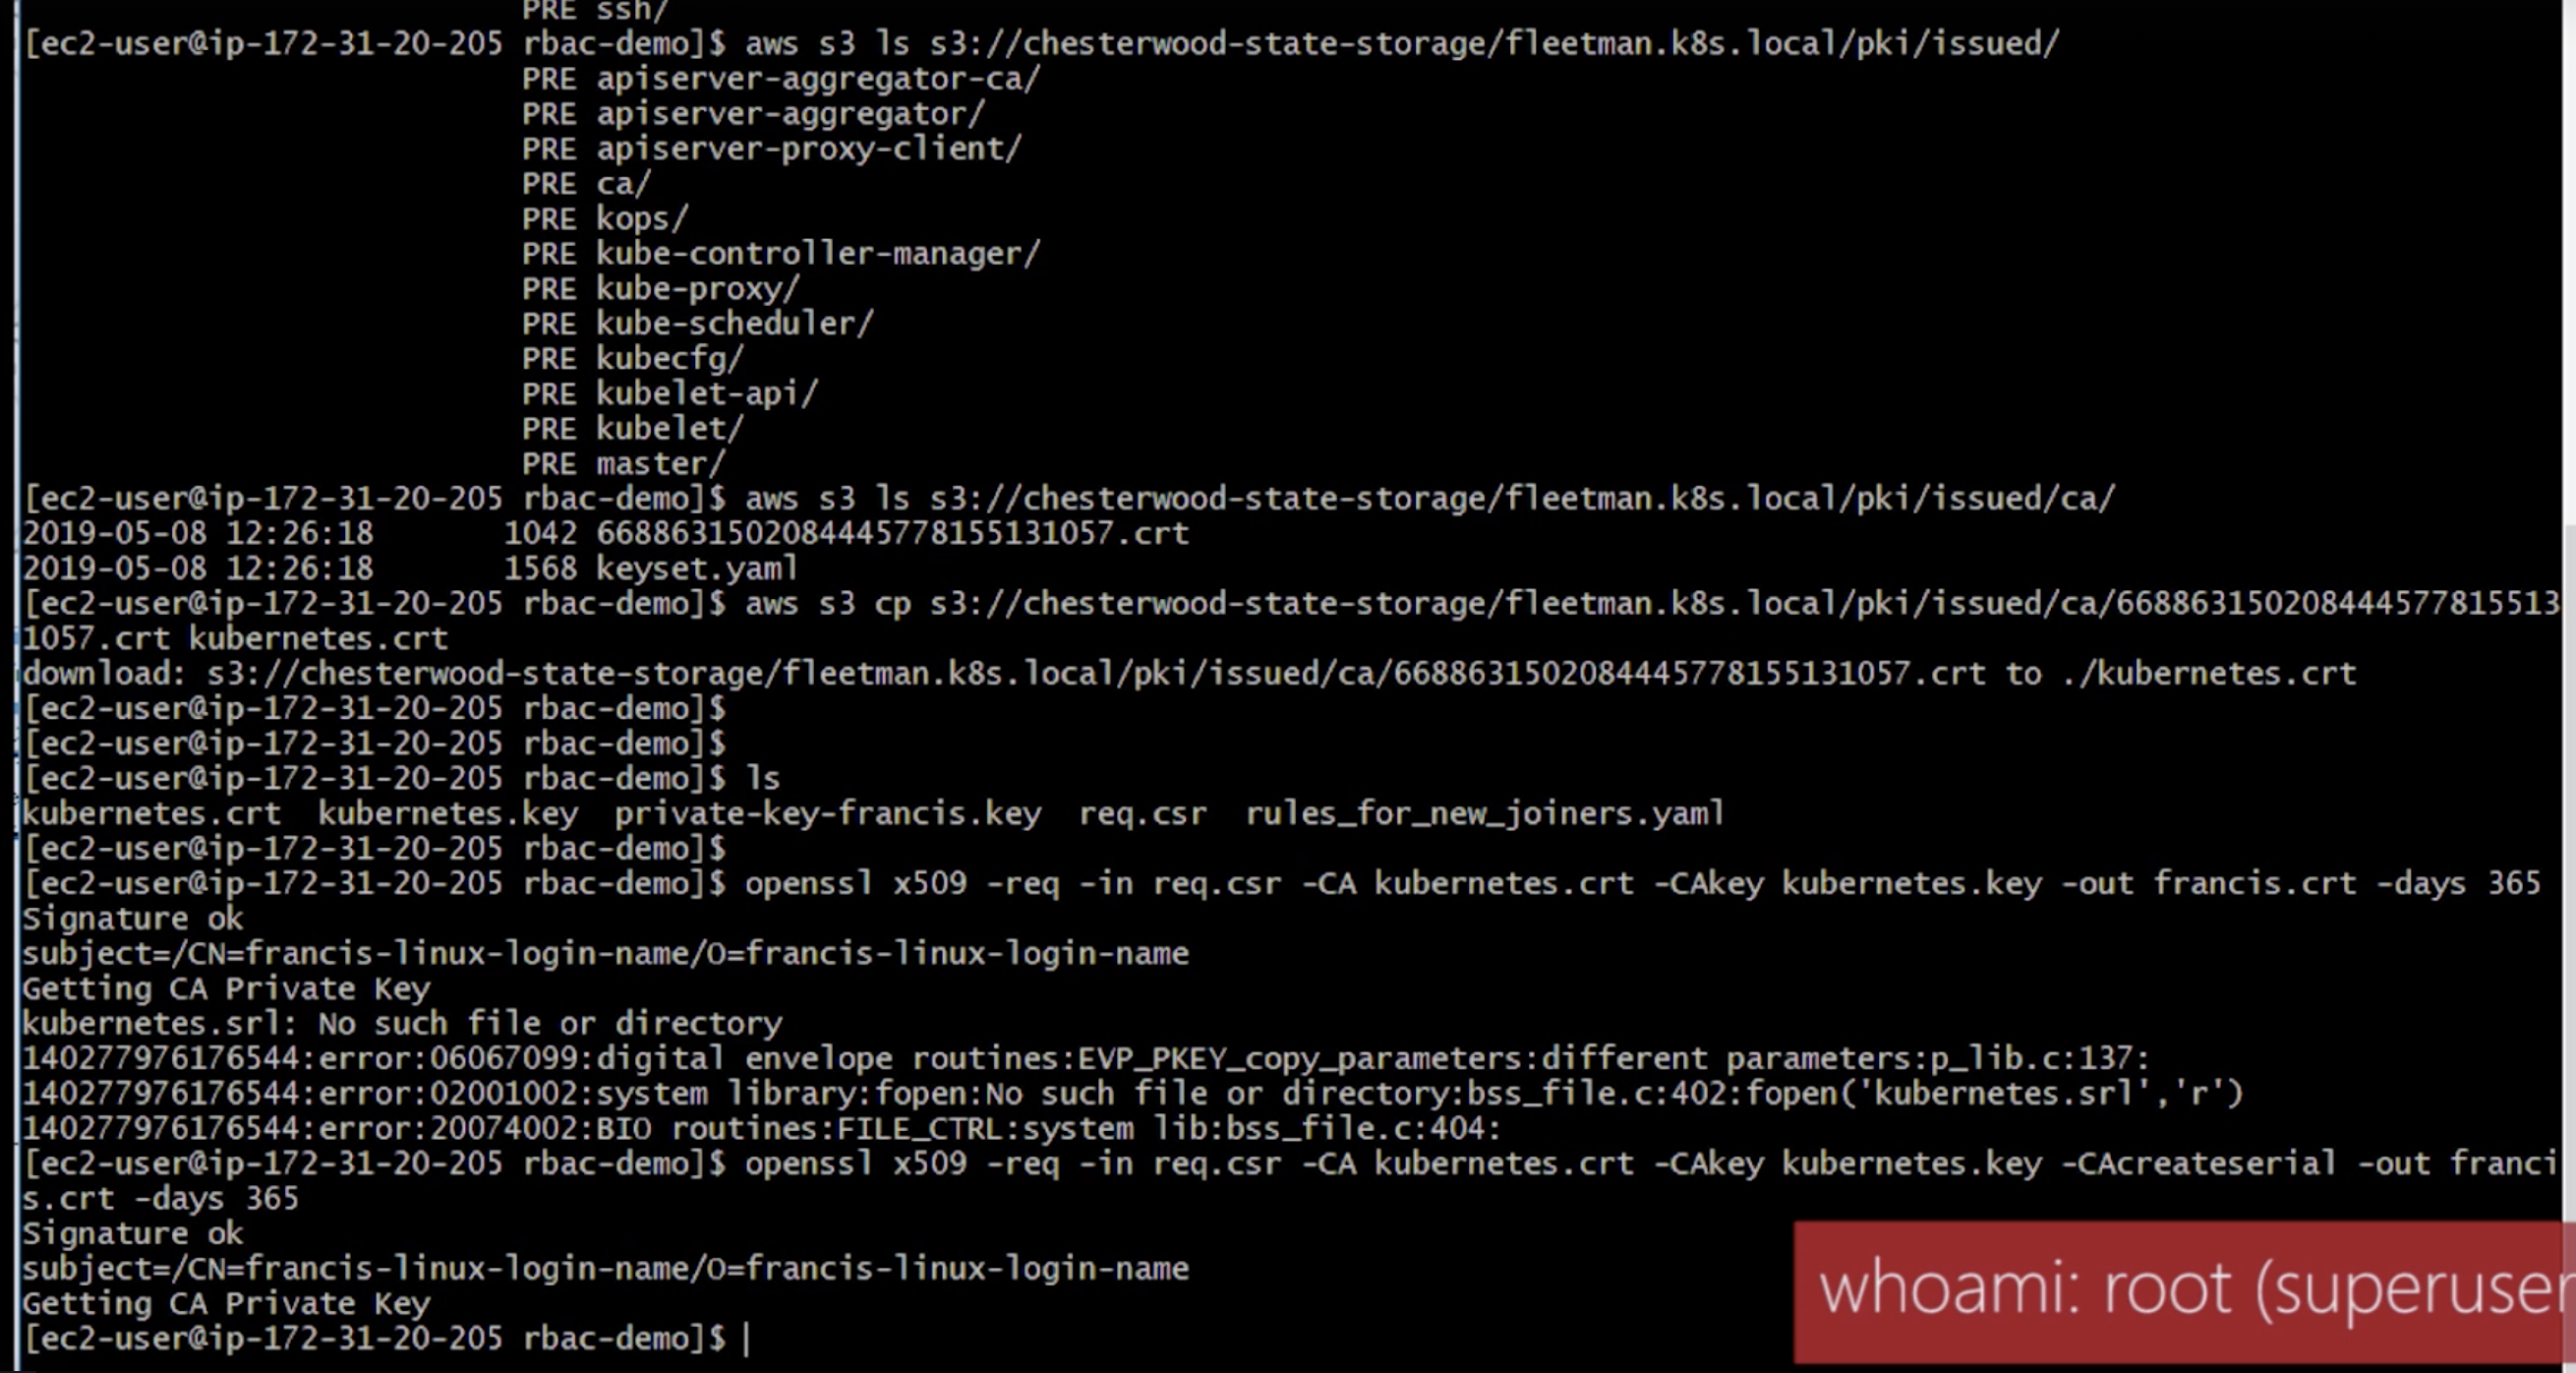 PRE ssh/
[ec2-user@ip-172-31-20-205 rbac-demo]$ aws s3 ls s3://chesterwood-state-storage/fleetman.k8s.local/pki/issued/
PRE apiserver-aggregator-ca/
PRE apiserver-aggregator/
PRE apiserver-proxy-client/
PRE ca/
PRE kops/
PRE kube-controller-manager/
PRE kube-proxy/
PRE kube-scheduler/
PRE kubecfg/
PRE kubelet-api/
PRE kubelet/
PRE master/
[ec2-user@ip-172-31-20-205 rbac-demo]$ aws s3 ls s3://chesterwood-state-storage/fleetman.k8s.local/pki/issued/ca/
2019-05-08 12:26:18 1042 6688631502084445778155131057.crt
2019-05-08 12:26:18 1568 keyset.yaml
[ec2-user@ip-172-31-20-205 rbac-demo]$ aws s3 cp s3://chesterwood-state-storage/fleetman.k8s.local/pki/issued/ca/668863150208444577815513
1057.crt kubernetes.crt
download: s3://chesterwood-state-storage/fleetman.k8s.local/pki/issued/ca/6688631502084445778155131057.crt to ./kubernetes.crt
[ec2-user@ip-172-31-20-205 rbac-demo]$
[ec2-user@ip-172-31-20-205 rbac-demo]$
[ec2-user@ip-172-31-20-205 rbac-demo]$ ls
kubernetes.crt kubernetes.key private-key-francis.key req.csr rules_for_new_joiners.yaml
[ec2-user@ip-172-31-20-205 rbac-demo]$
[ec2-user@ip-172-31-20-205 rbac-demo]$ openssl x509 -req -in req.csr -CA kubernetes.crt -CAkey kubernetes.key -out francis.crt -days 365
Signature ok
subject=/CN=francis-linux-login-name/O=francis-linux-login-name
Getting CA Private Key
kubernetes.srl: No such file or directory
140277976176544:error:06067099:digital envelope routines:EVP_PKEY_copy_parameters:different parameters:p_lib.c:137:
140277976176544:error:02001002:system library:fopen:No such file or directory:bss_file.c:402:fopen('kubernetes.srl','r')
140277976176544:error:20074002:BIO routines:FILE_CTRL:system lib:bss_file.c:404:
[ec2-user@ip-172-31-20-205 rbac-demo]$ openssl x509 -req -in req.csr -CA kubernetes.crt -CAkey kubernetes.key -CAcreateserial -out franci
s.crt -days 365
Signature ok
subject=/CN=francis-linux-login-name/O=francis-linux-login-name
Getting CA Private Key
[ec2-user@ip-172-31-20-205 rbac-demo]$
whoami: root (superuser